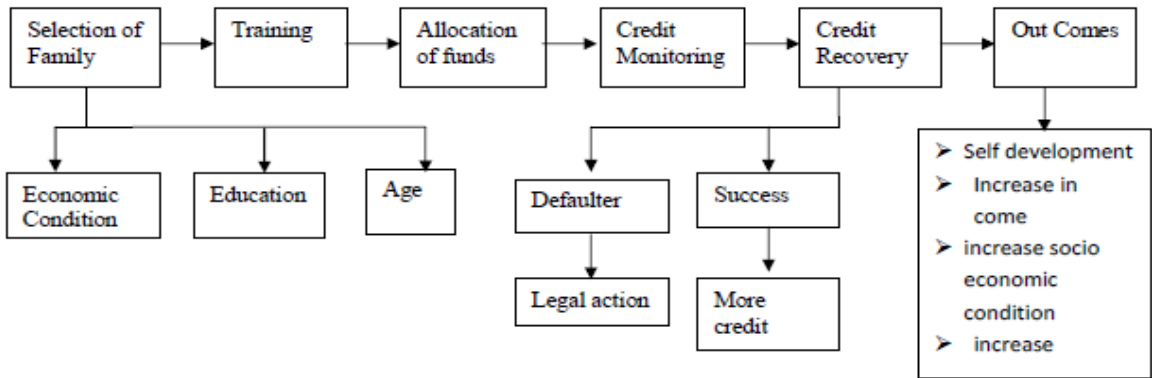 Selection of
Family
Training
Allocation
of funds
Credit
Monitoring
Credit
Recovery
Out Comes
Economic
Condition
Education
Age
Defaulter
Success
Legal action
More
credit
➤ Self development
➤ Increase in
come
➤ increase socio
economic
condition
➤ increase